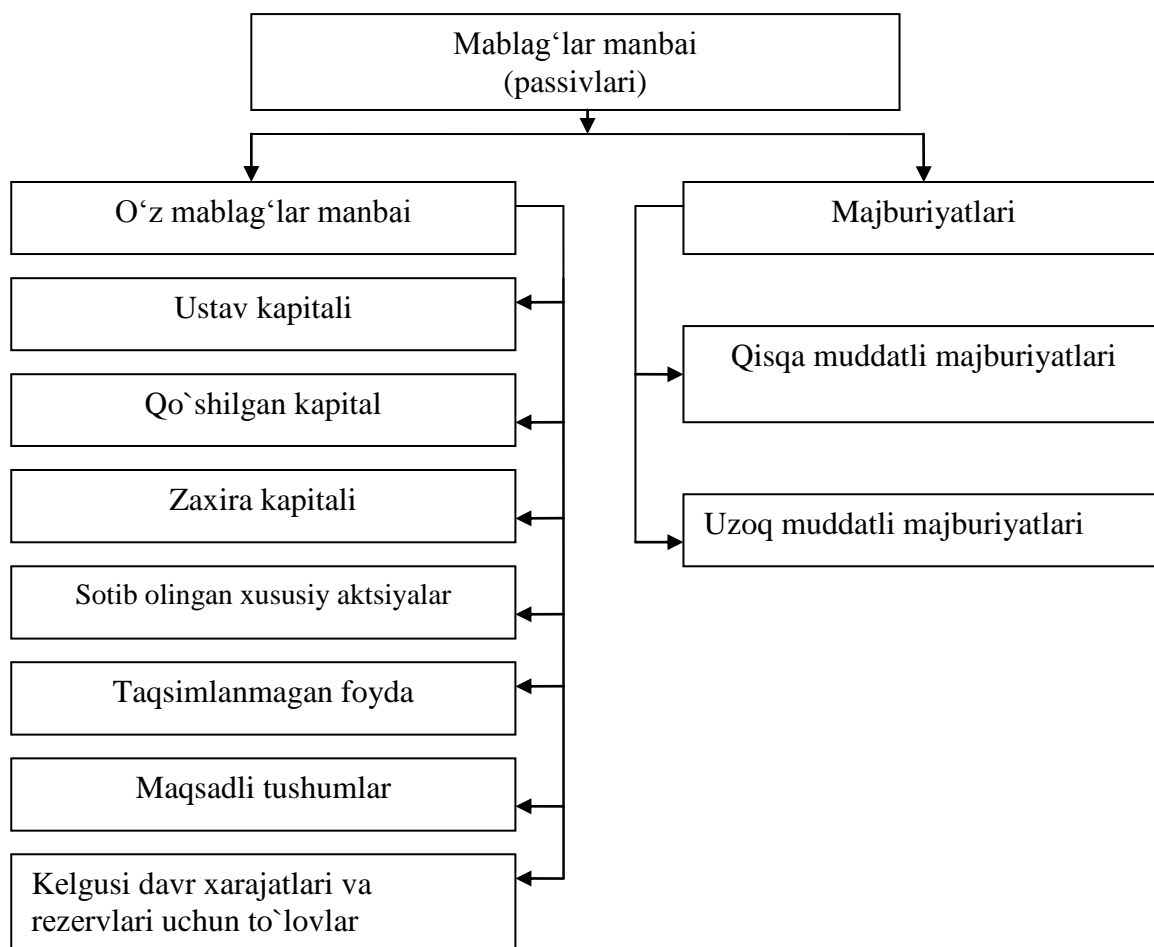 Mablag‘lar manbai
(passivlari)
O‘z mablag‘lar manbai
Majburiyatlari
Ustav kapitali
Qisqa muddatli majburiyatlari
Qo`shilgan kapital
Zaxira kapitali
Uzoq muddatli majburiyatlari
Sotib olingan xususiy aktsiyalar
Taqsimlanmagan foyda
Maqsadli tushumlar
Kelgusi davr xarajatlari va
rezervlari uchun to`lovlar